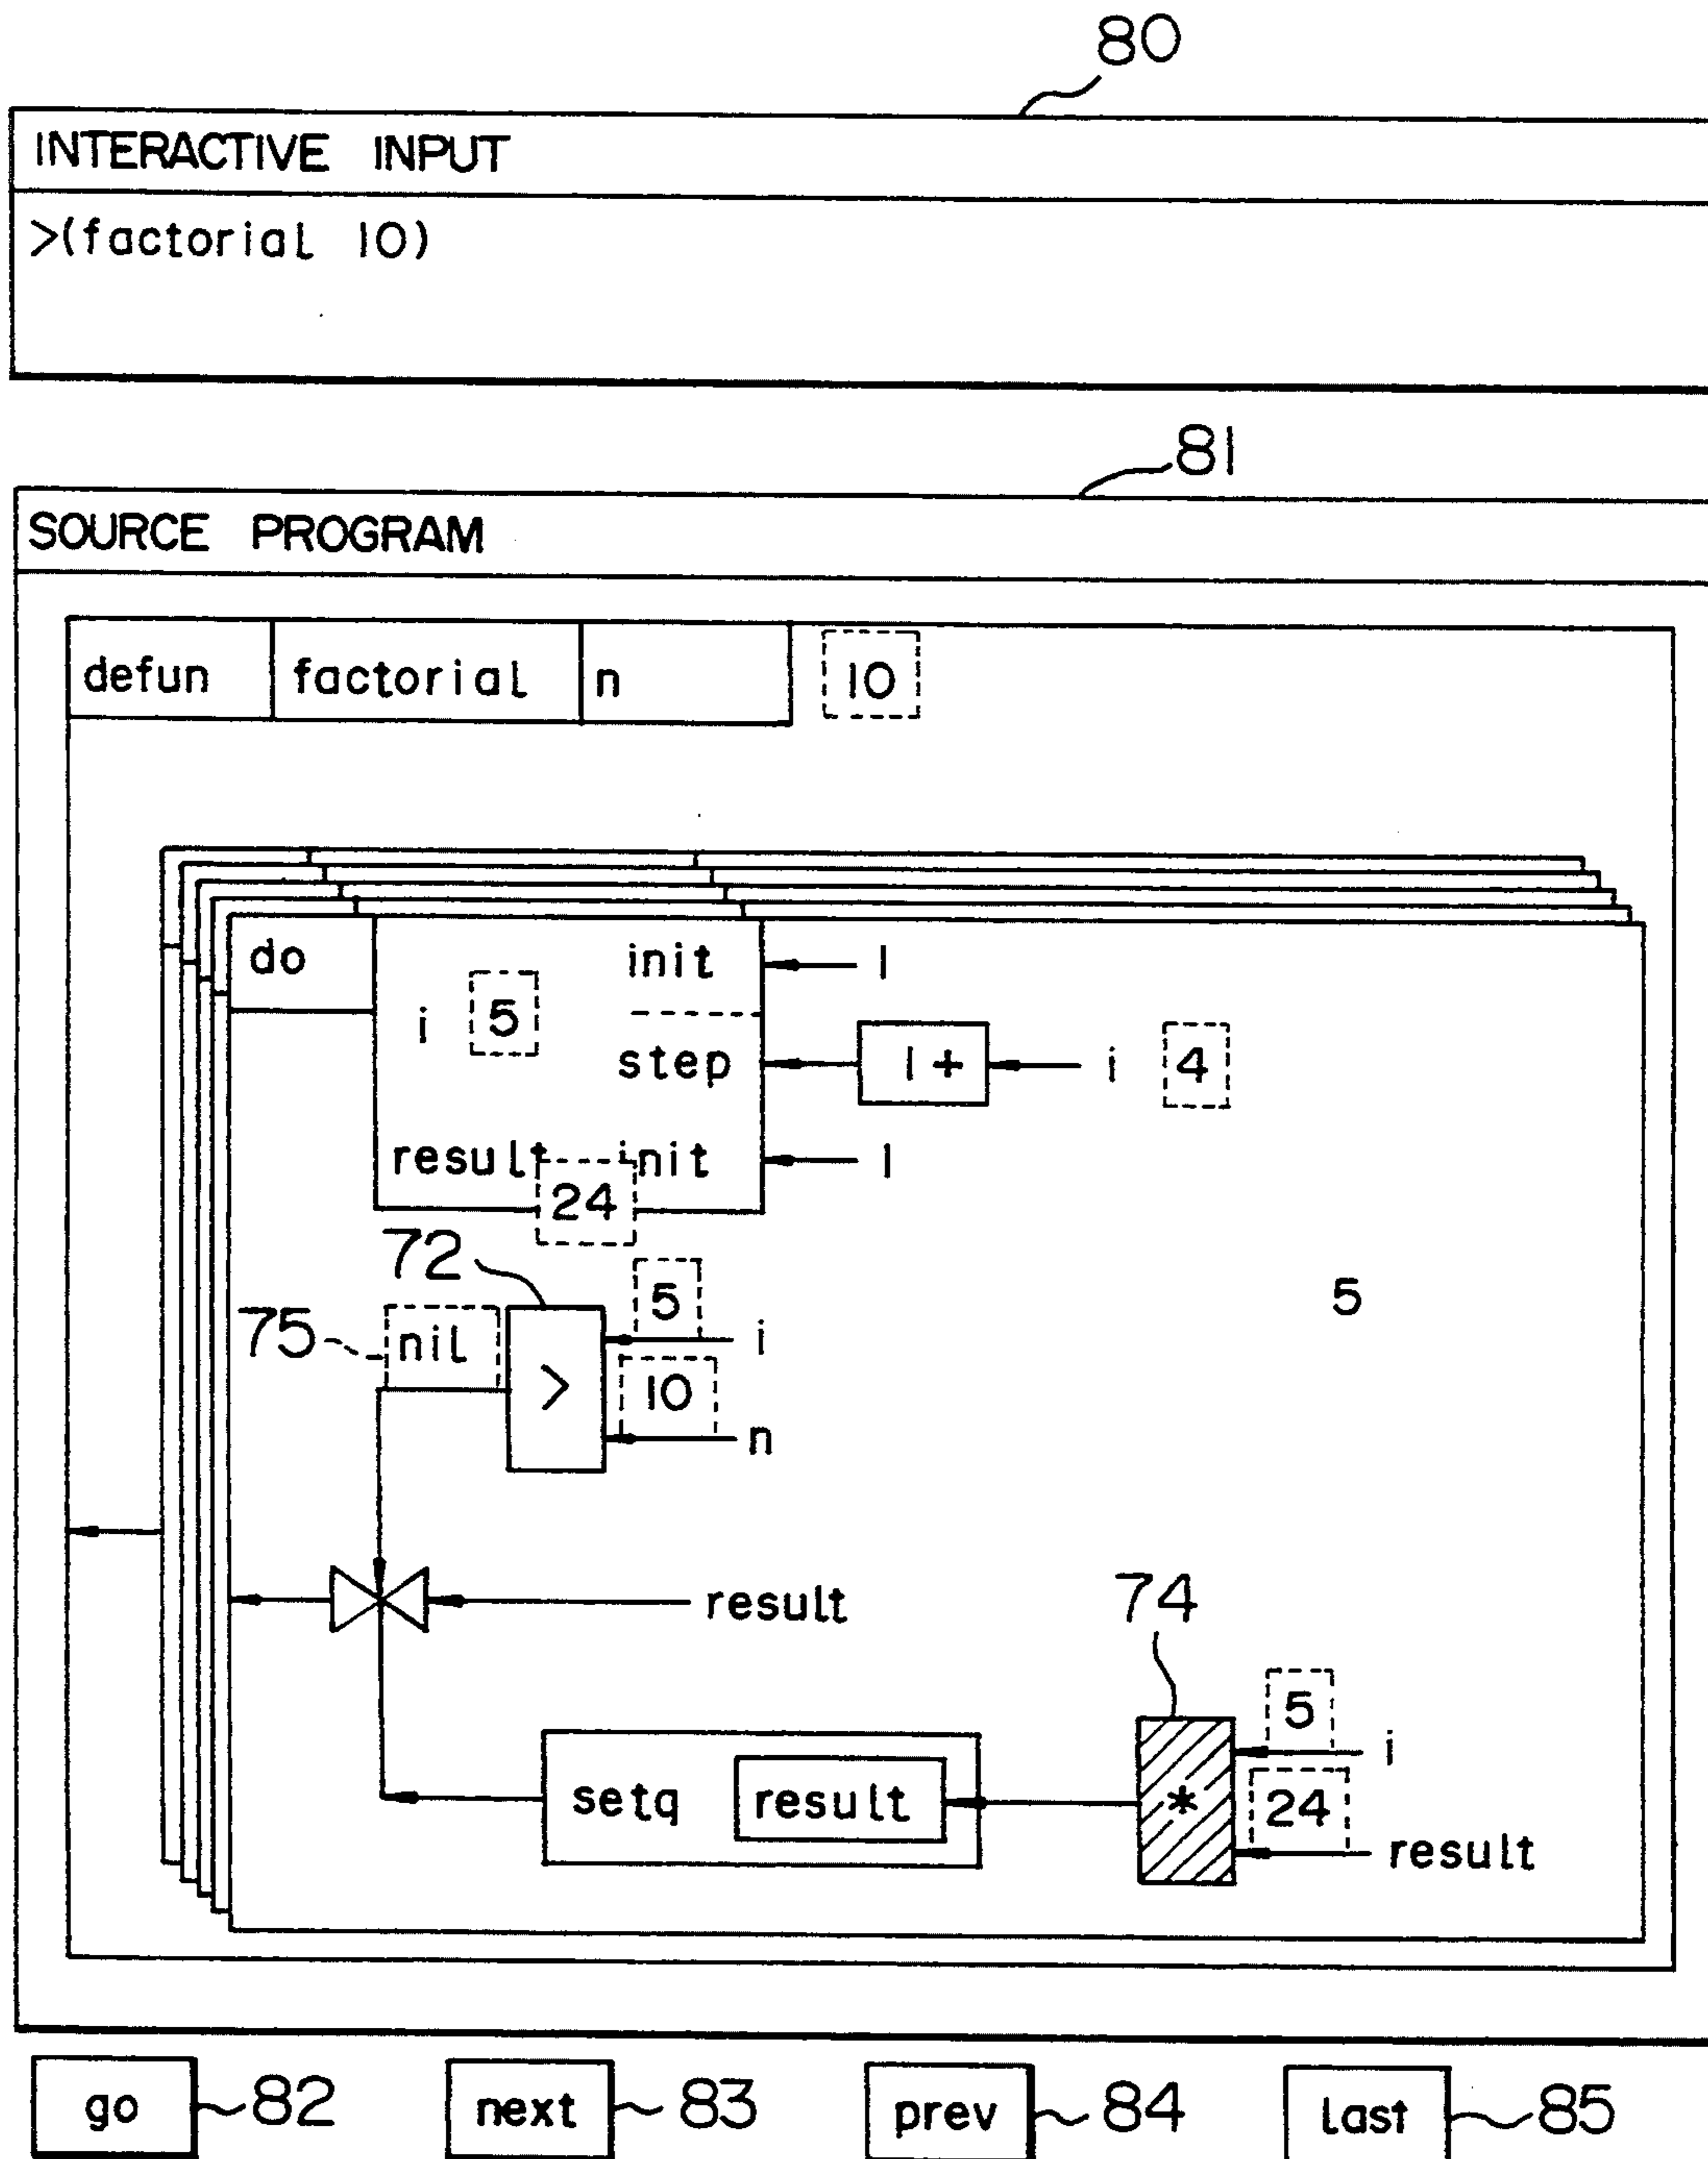 80
INTERACTIVE INPUT
>(factorial 10)
81
SOURCE PROGRAM
defun factorial n 10
do init 1
i 5
step 1+ i 4
result init 1
24
72
5
75 nil i
5
> 10
n
result
74
5
i
setq result * 24
result
go 82 next 83 prev 84 last 85